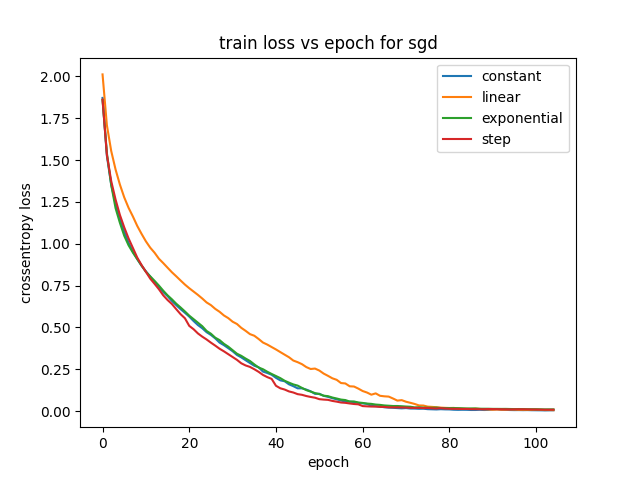 train loss vs epoch for sgd
constant
linear
exponential
step
crossentropy loss
2.00
1.75
1.50
1.25
1.00
0.75
0.50
0.25
0.00
0 20 40 60 80 100
epoch